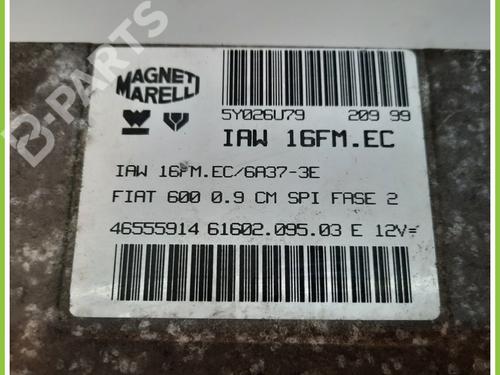 B-PARTS
MAGNETI
MARELLI
5Y026U79 209 99
IAW 16FM.EC
IAW 16FM.EC/6A37-3E
FIAT 600 0.9 CM SPI FASE 2
46555914 61602.095.03 E 12V⎓